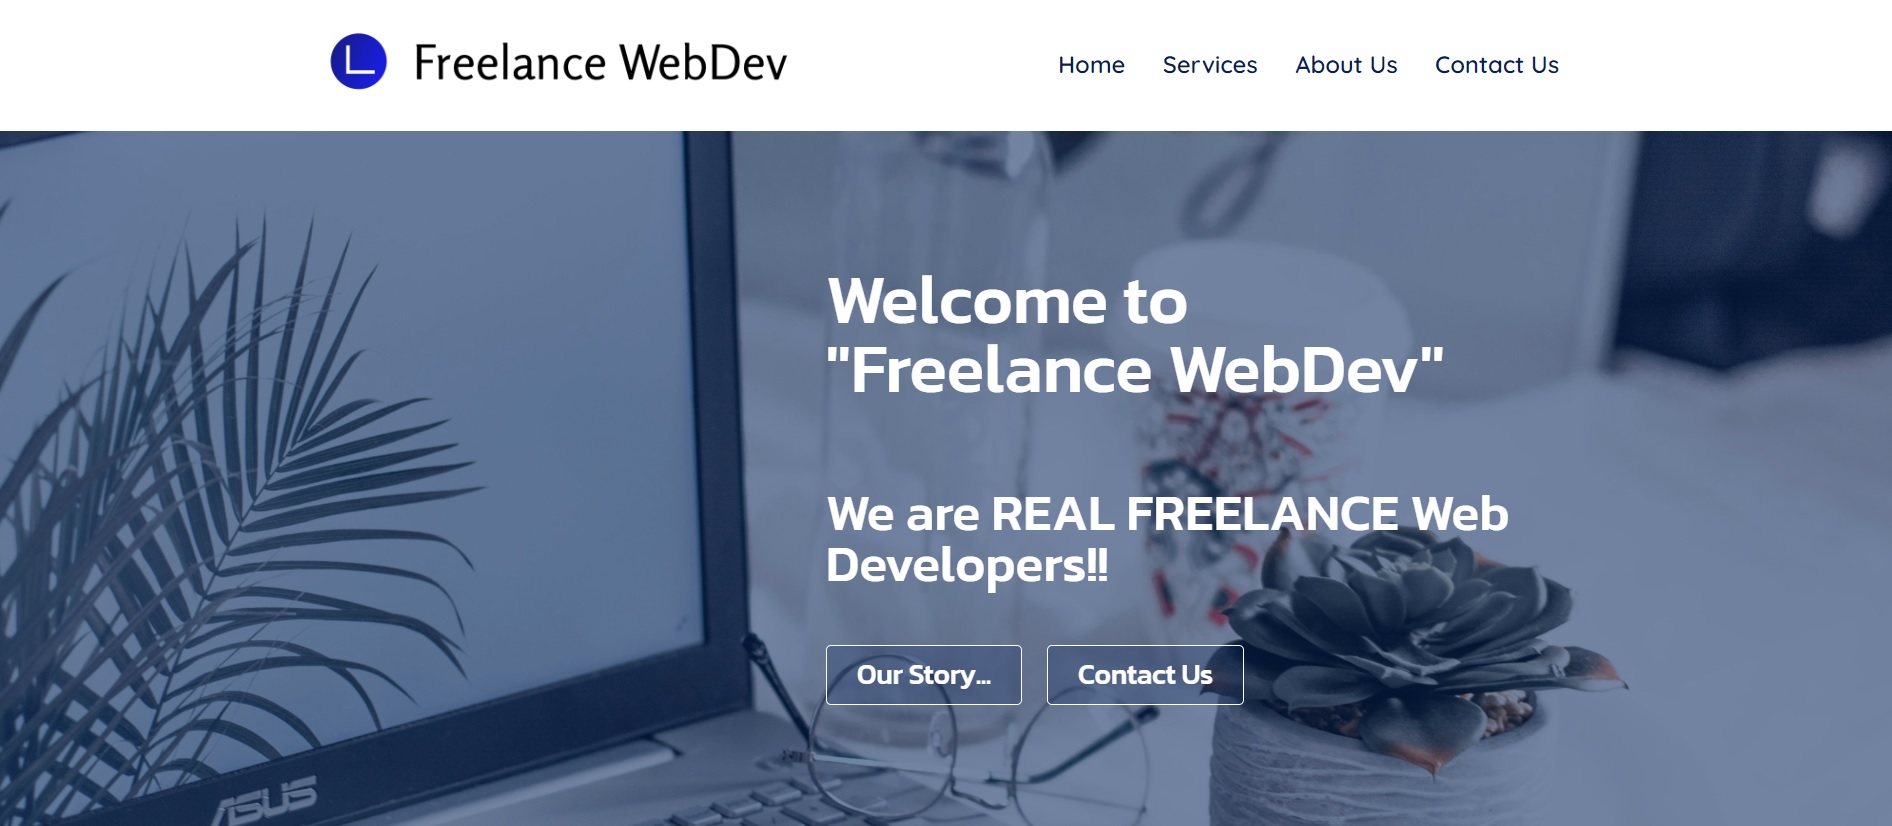 L Freelance WebDev
Home Services About Us Contact Us
Welcome to
"Freelance WebDev"
We are REAL FREELANCE Web
Developers!!
Our Story... Contact Us
ASUS